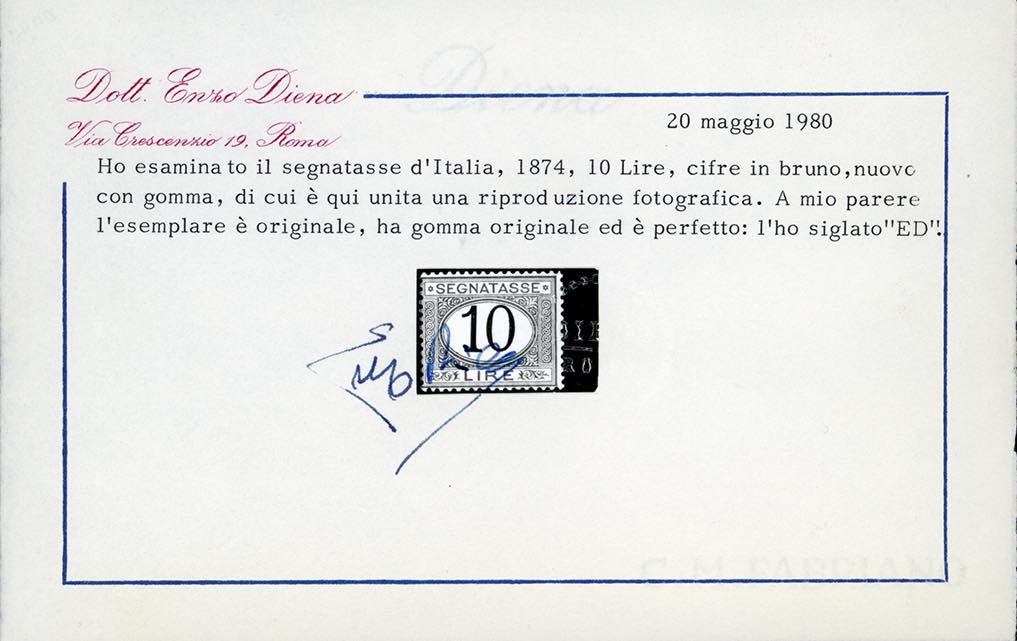 Dott. Enzo Diena
Via Crescenzio 19, Roma
20 maggio 1980
Ho esaminato il segnatasse d'Italia, 1874, 10 Lire, cifre in bruno,nuovo
con gomma, di cui è qui unita una riproduzione fotografica. A mio parere
l'esemplare è originale, ha gomma originale ed è perfetto: l'ho siglato"ED".
SEGNATASSE
10
LIRE
Diena
C. M. FABRIANO